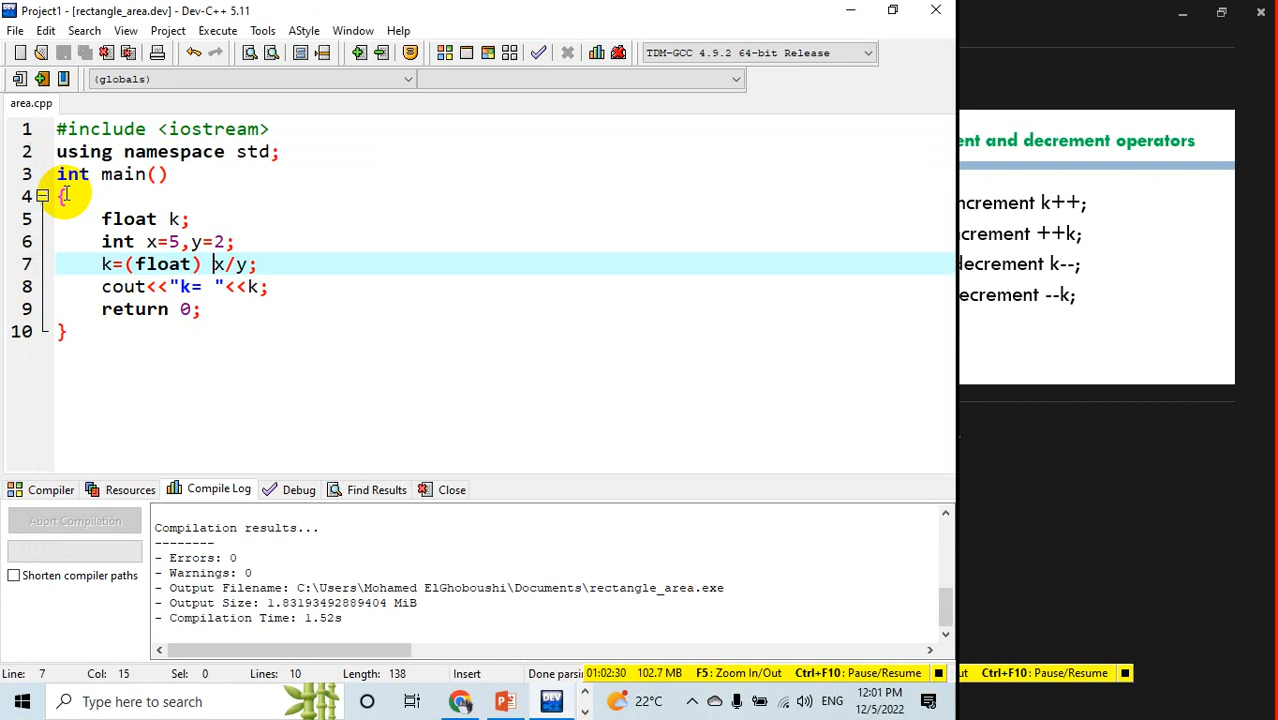 Project1 - [rectangle_area.dev] - Dev-C++ 5.11
File Edit Search View Project Execute Tools AStyle Window Help
TDM-GCC 4.9.2 64-bit Release
(globals)
area.cpp
1 #include <iostream>
2 using namespace std;
3 int main()
4 {
5 float k;
6 int x=5,y=2;
7 k=(float) x/y;
8 cout<<"k= "<<k;
9 return 0;
10 }
ent and decrement operators
ncrement k++;
ncrement ++k;
decrement k--;
ecrement --k;
Compiler Resources Compile Log Debug Find Results Close
Abort Compilation
Shorten compiler paths
Compilation results...
--------
- Errors: 0
- Warnings: 0
- Output Filename: C:\Users\Mohamed ElGhoboushi\Documents\rectangle_area.exe
- Output Size: 1.83193492889404 MiB
- Compilation Time: 1.52s
Line: 7 Col: 15 Sel: 0 Lines: 10 Length: 138 Insert Done parsin
01:02:30 102.7 MB F5: Zoom In/Out Ctrl+F10: Pause/Resume
ut Ctrl+F10: Pause/Resume
Type here to search
22°C
ENG
12:01 PM
12/5/2022